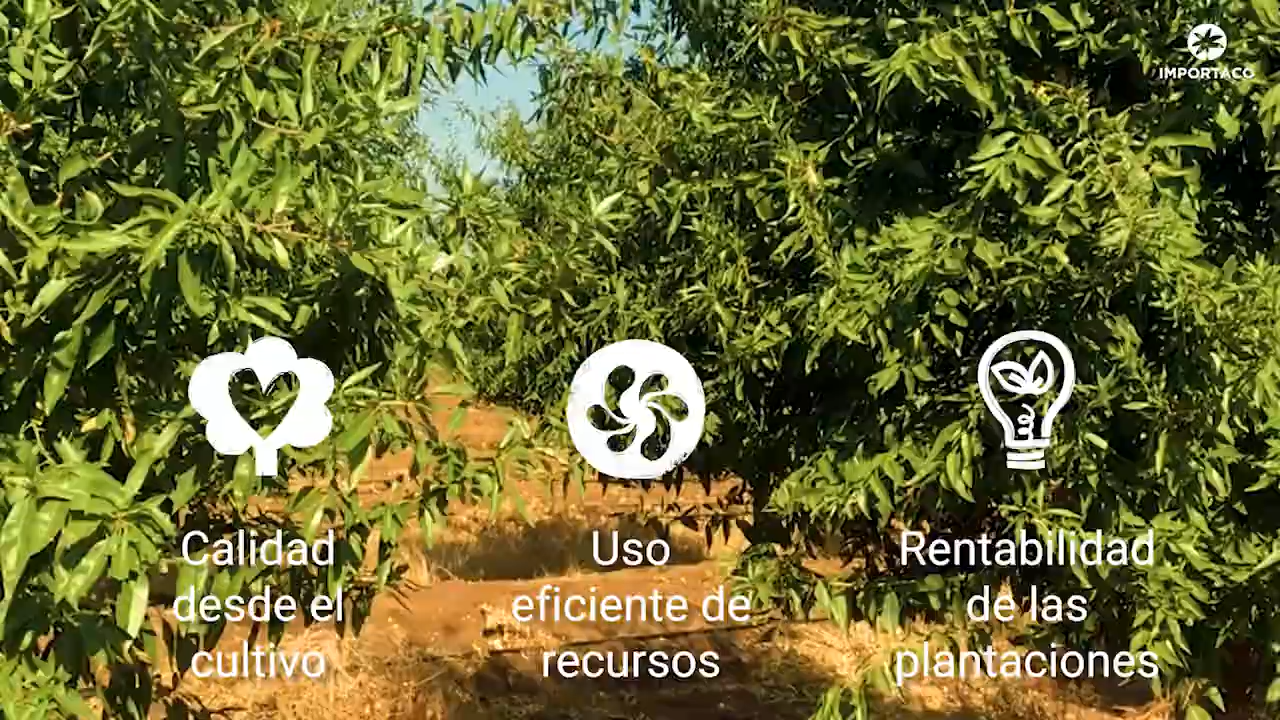 IMPORTACO
Calidad
desde el
cultivo
Uso
eficiente de
recursos
Rentabilidad
de las
plantaciones